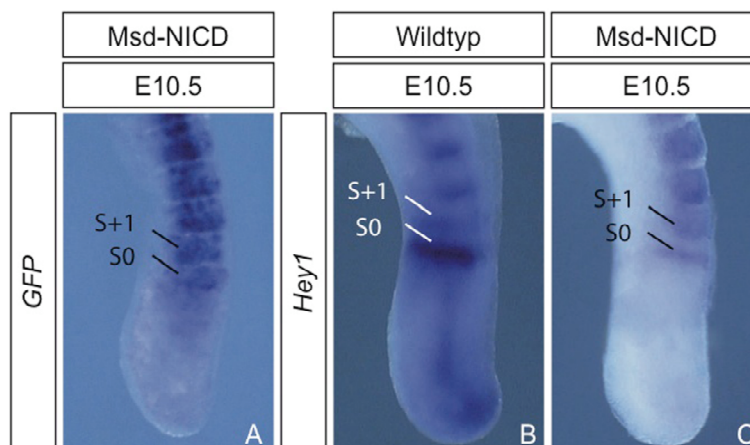 Msd-NICD
Wildtyp
Msd-NICD
E10.5
E10.5
E10.5
GFP
S+1
S0
A
Hey1
S+1
S0
B
S+1
S0
C